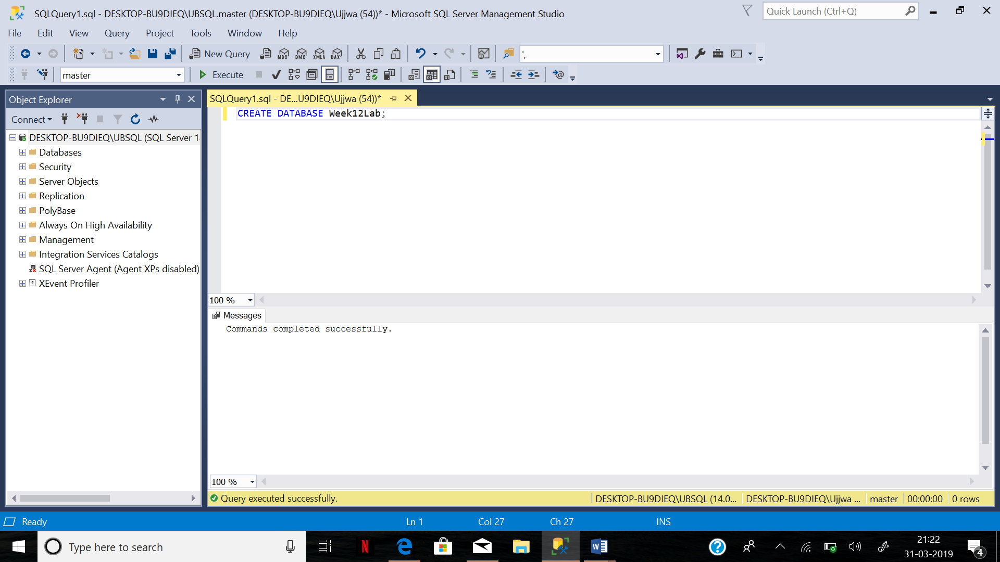 SQLQuery1.sql - DESKTOP-BU9DIEQ\UBSQL.master (DESKTOP-BU9DIEQ\Ujjwa (54))* - Microsoft SQL Server Management Studio
Quick Launch (Ctrl+Q)
File Edit View Query Project Tools Window Help
New Query MDX DMX XMLA DAX ',
master Execute
Object Explorer
SQLQuery1.sql - DE...U9DIEQ\Ujjwa (54))*
Connect
CREATE DATABASE Week12Lab;
DESKTOP-BU9DIEQ\UBSQL (SQL Server 14
Databases
Security
Server Objects
Replication
PolyBase
Always On High Availability
Management
Integration Services Catalogs
SQL Server Agent (Agent XPs disabled)
XEvent Profiler
100 %
Messages
Commands completed successfully.
100 %
Query executed successfully. DESKTOP-BU9DIEQ\UBSQL (14.0... DESKTOP-BU9DIEQ\Ujjwa ... master 00:00:00 0 rows
Ready Ln 1 Col 27 Ch 27 INS
Type here to search
21:22
31-03-2019
4